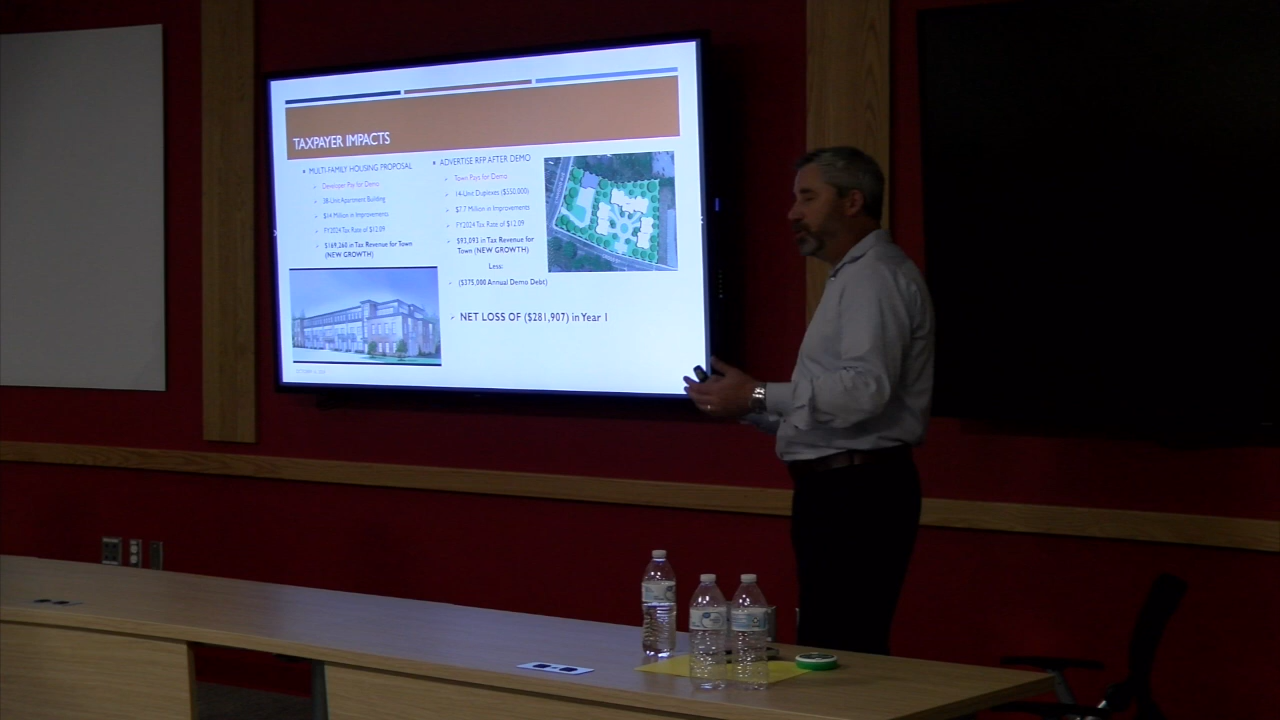 TAXPAYER IMPACTS
MULTI-FAMILY HOUSING PROPOSAL
Developer Pay for Demo
38-Unit Apartment Building
$14 Million in Improvements
FY2024 Tax Rate of $12.09
$169,260 in Tax Revenue for Town
(NEW GROWTH)
ADVERTISE RFP AFTER DEMO
Town Pays for Demo
14-Unit Duplexes ($550,000)
$7.7 Million in Improvements
FY2024 Tax Rate of $12.09
$93,093 in Tax Revenue for
Town (NEW GROWTH)
Less:
($375,000 Annual Demo Debt)
NET LOSS OF ($281,907) in Year 1